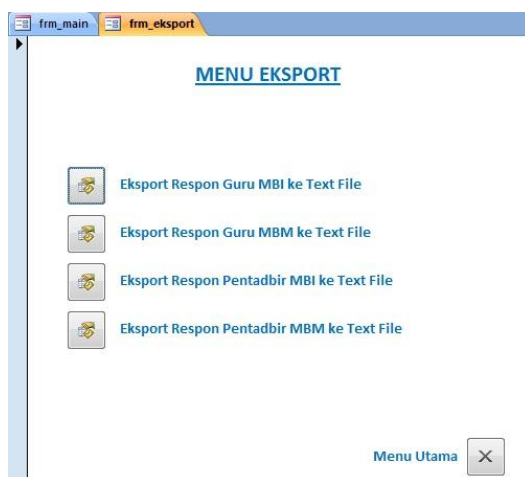 frm_main frm_eksport
MENU EKSPORT
Eksport Respon Guru MBI ke Text File
Eksport Respon Guru MBM ke Text File
Eksport Respon Pentadbir MBI ke Text File
Eksport Respon Pentadbir MBM ke Text File
Menu Utama